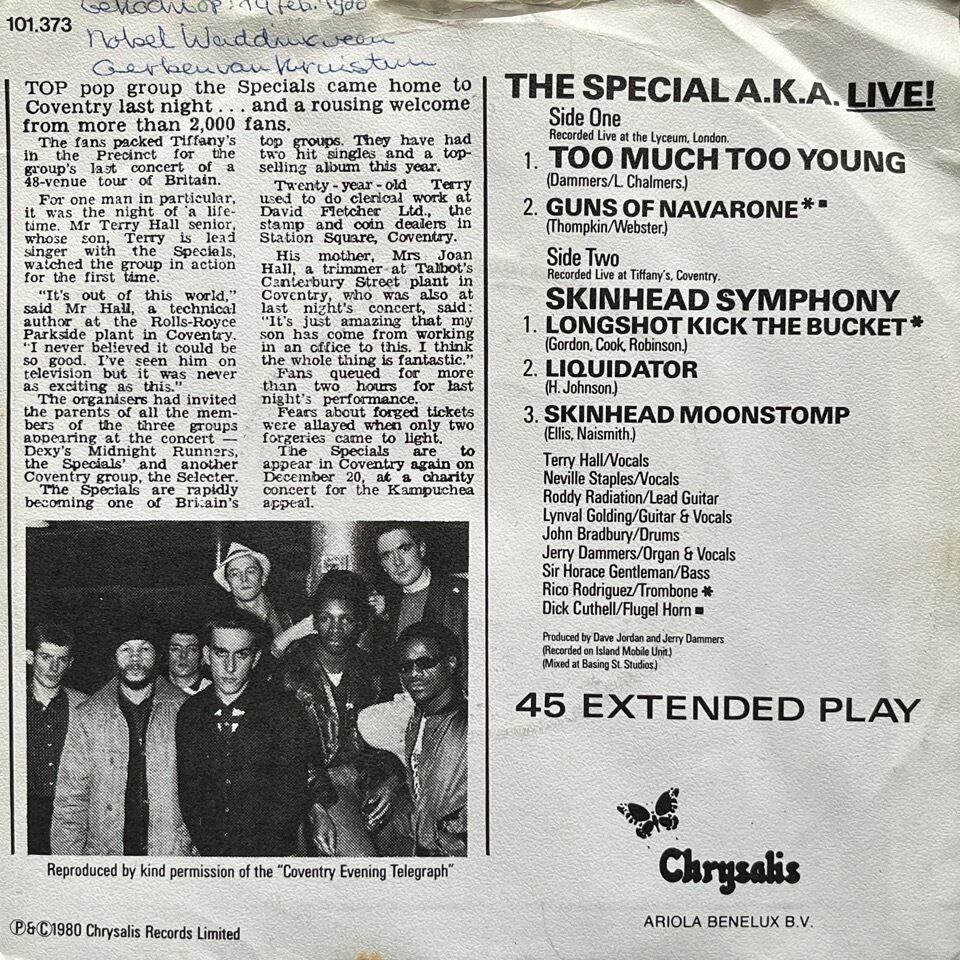 101.373
14 feb. 1980
Nobel
Gerben van
TOP pop group the Specials came home to
Coventry last night . . . and a rousing welcome
from more than 2,000 fans.
The fans packed Tiffany's
in the Precinct for the
group's last concert of a
48-venue tour of Britain.
For one man in particular,
it was the night of a life-
time. Mr Terry Hall senior,
whose son, Terry is lead
singer with the Specials,
watched the group in action
for the first time.
"It's out of this world,"
said Mr Hall, a technical
author at the Rolls-Royce
Parkside plant in Coventry.
"I never believed it could be
so good. I've seen him on
television but it was never
as exciting as this."
The organisers had invited
the parents of all the mem-
bers of the three groups
appearing at the concert —
Dexy's Midnight Runners,
the Specials' and another
Coventry group, the Selecter.
The Specials are rapidly
becoming one of Britain's
top groups. They have had
two hit singles and a top-
selling album this year.
Twenty-year-old Terry
used to do clerical work at
David Fletcher Ltd., the
stamp and coin dealers in
Station Square, Coventry.
His mother, Mrs Joan
Hall, a trimmer at Talbot's
Canterbury Street plant in
Coventry, who was also at
last night's concert, said:
"It's just amazing that my
son has come from working
in an office to this. I think
the whole thing is fantastic."
Fans queued for more
than two hours for last
night's performance.
Fears about forged tickets
were allayed when only two
forgeries came to light.
The Specials are to
appear in Coventry again on
December 20, at a charity
concert for the Kampuchea
appeal.
Reproduced by kind permission of the "Coventry Evening Telegraph"
℗&©1980 Chrysalis Records Limited
THE SPECIAL A.K.A. LIVE!
Side One
Recorded Live at the Lyceum, London.
1. TOO MUCH TOO YOUNG
(Dammers/L. Chalmers.)
2. GUNS OF NAVARONE*■
(Thompkin/Webster.)
Side Two
Recorded Live at Tiffany's, Coventry.
SKINHEAD SYMPHONY
1. LONGSHOT KICK THE BUCKET*
(Gordon, Cook, Robinson.)
2. LIQUIDATOR
(H. Johnson.)
3. SKINHEAD MOONSTOMP
(Ellis, Naismith.)
Terry Hall/Vocals
Neville Staples/Vocals
Roddy Radiation/Lead Guitar
Lynval Golding/Guitar & Vocals
John Bradbury/Drums
Jerry Dammers/Organ & Vocals
Sir Horace Gentleman/Bass
Rico Rodriguez/Trombone *
Dick Cuthell/Flugel Horn ■
Produced by Dave Jordan and Jerry Dammers
(Recorded on Island Mobile Unit.)
(Mixed at Basing St. Studios.)
45 EXTENDED PLAY
Chrysalis
ARIOLA BENELUX B.V.